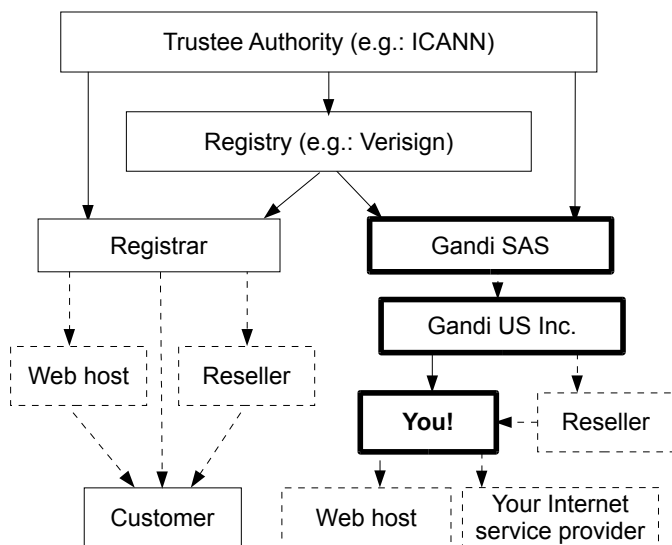 Trustee Authority (e.g.: ICANN)
Registry (e.g.: Verisign)
Registrar
Gandi SAS
Gandi US Inc.
Web host
Reseller
You!
Reseller
Customer
Web host
Your Internet
service provider